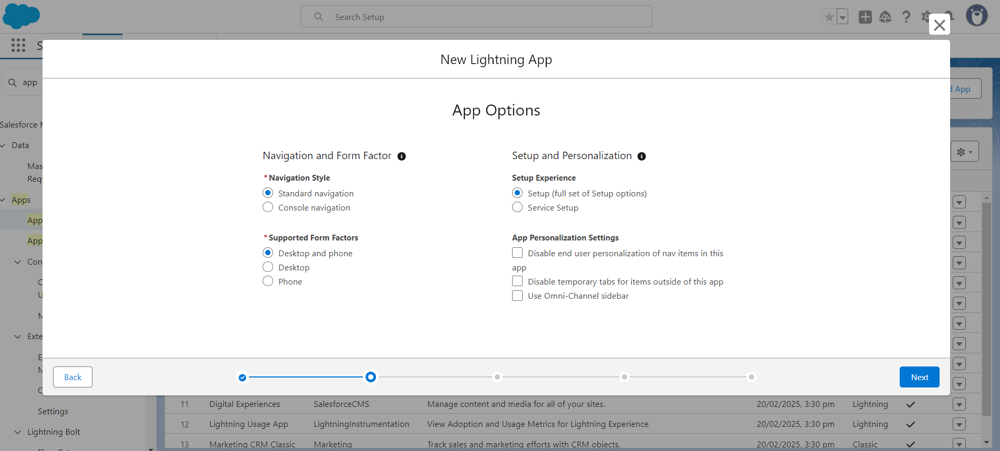 Search Setup
S
app
New Lightning App
d App
App Options
Salesforce M
Data
Mas
Requ
Apps
App
App
Con
C
U
M
Exte
E
M
C
Settings
Lightning Bolt
Navigation and Form Factor
*Navigation Style
Standard navigation
Console navigation
*Supported Form Factors
Desktop and phone
Desktop
Phone
Setup and Personalization
Setup Experience
Setup (full set of Setup options)
Service Setup
App Personalization Settings
Disable end user personalization of nav items in this
app
Disable temporary tabs for items outside of this app
Use Omni-Channel sidebar
Back
Next
11 Digital Experiences SalesforceCMS Manage content and media for all of your sites. 20/02/2025, 3:30 pm Lightning
12 Lightning Usage App LightningInstrumentation View Adoption and Usage Metrics for Lightning Experience 20/02/2025, 3:30 pm Lightning
13 Marketing CRM Classic Marketing Track sales and marketing efforts with CRM objects. 20/02/2025, 3:30 pm Classic